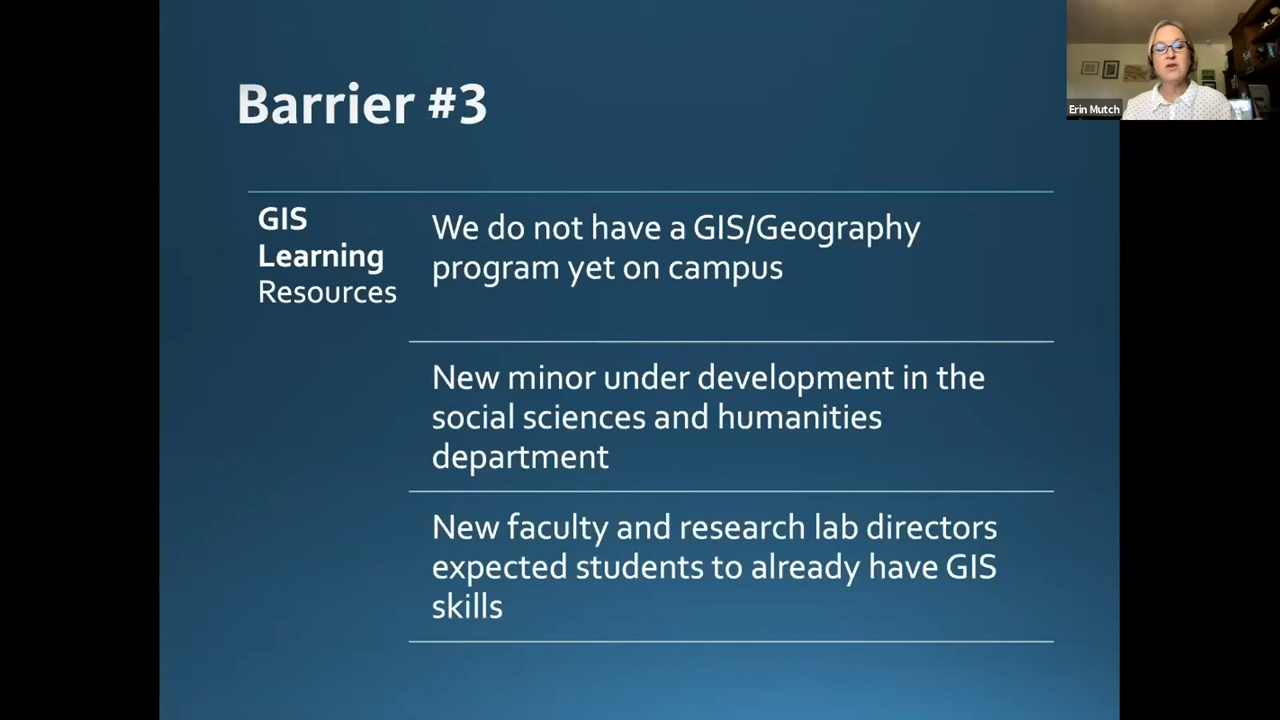 Barrier #3
Erin Mutch
GIS
Learning
Resources
We do not have a GIS/Geography
program yet on campus
New minor under development in the
social sciences and humanities
department
New faculty and research lab directors
expected students to already have GIS
skills